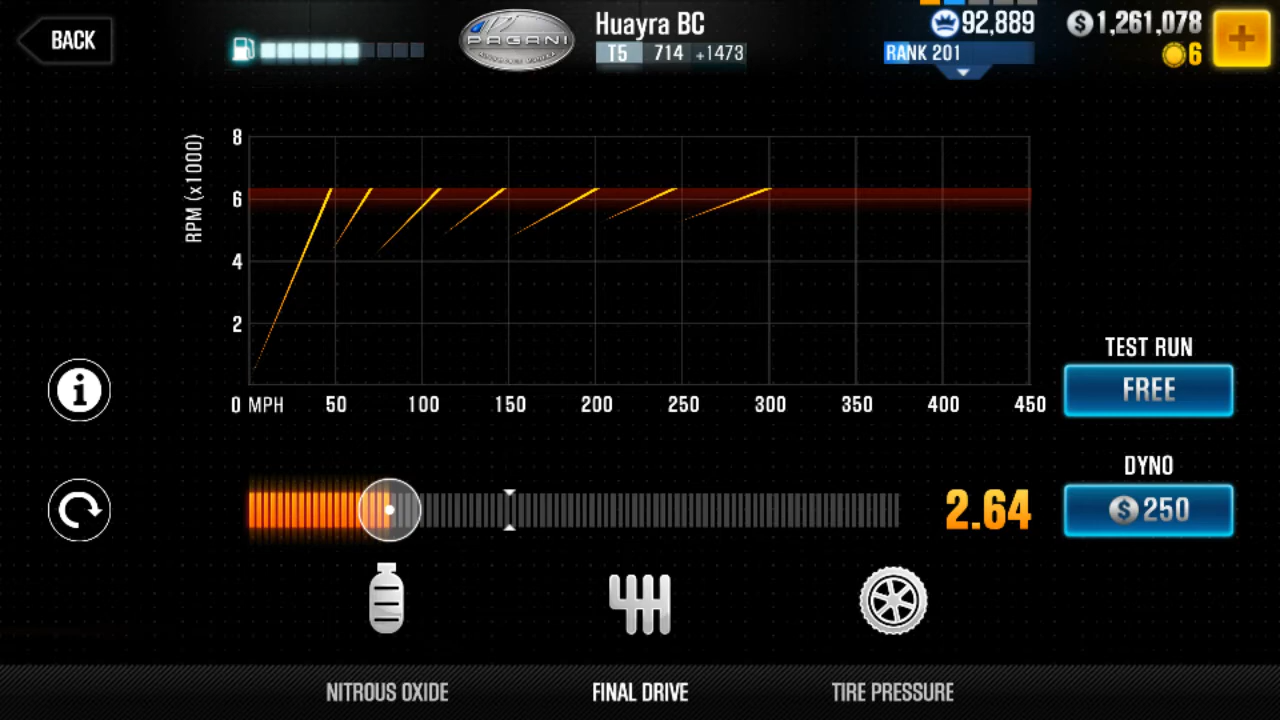 BACK
PAGANI
Huayra BC
T5 714 +1473
92,889
RANK 201
$ 1,261,078
6
RPM (x1000)
8
6
4
2
0 MPH 50 100 150 200 250 300 350 400 450
TEST RUN
FREE
DYNO
$ 250
2.64
NITROUS OXIDE
FINAL DRIVE
TIRE PRESSURE